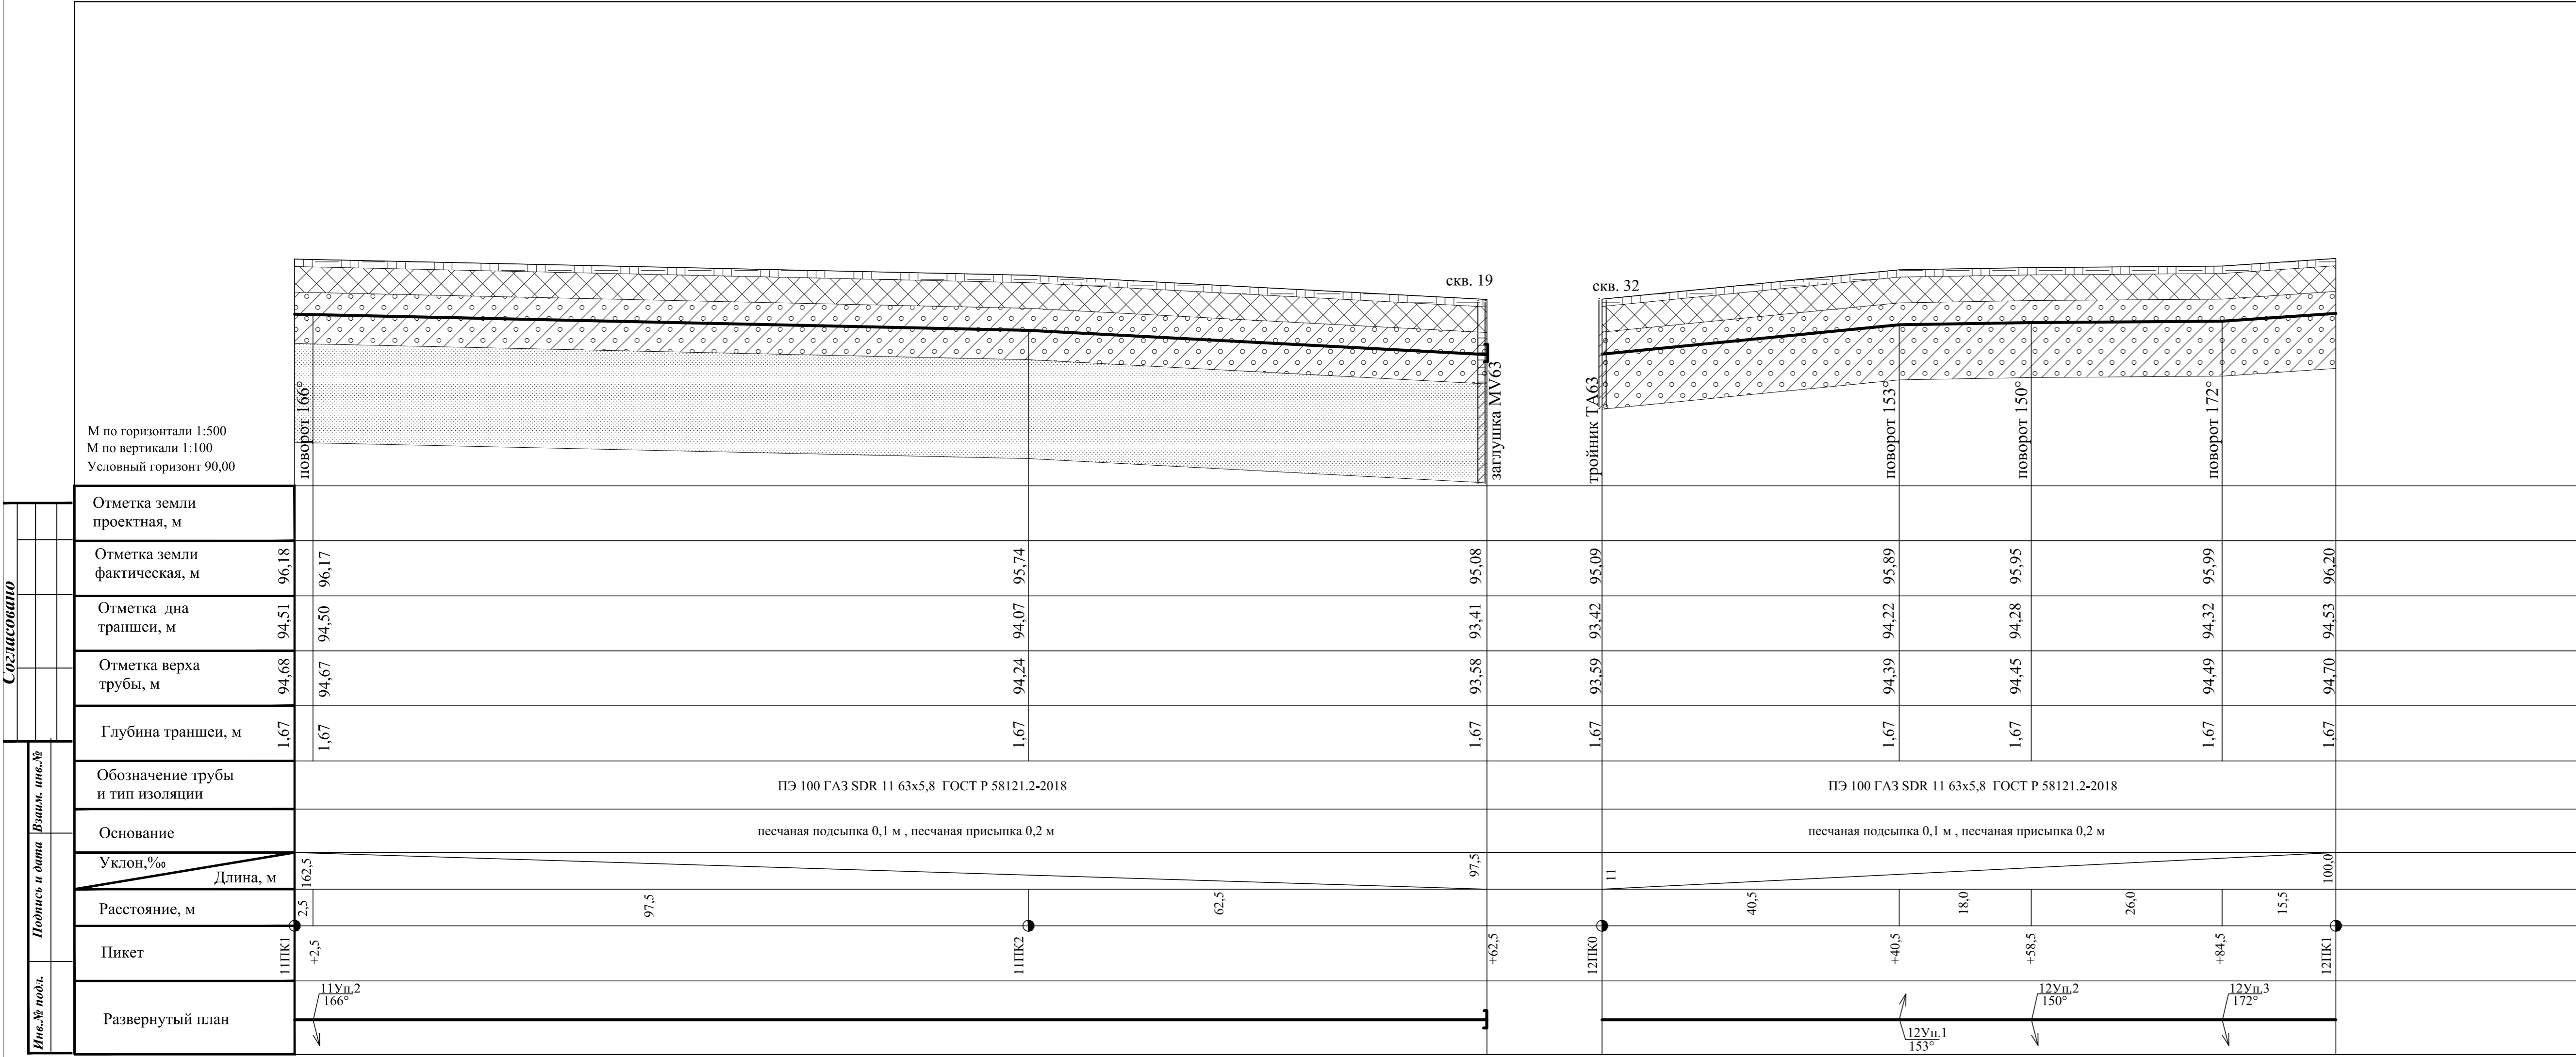 скв. 19
скв. 32
поворот 166°
заглушка MV63
тройник TA63
поворот 153°
поворот 150°
поворот 172°
М по горизонтали 1:500
М по вертикали 1:100
Условный горизонт 90,00
Отметка земли
проектная, м
Отметка земли
фактическая, м
96,18
96,17
95,74
95,08
95,09
95,89
95,95
95,99
96,20
Отметка дна
траншеи, м
94,51
94,50
94,07
93,41
93,42
94,22
94,28
94,32
94,53
Отметка верха
трубы, м
94,68
94,67
94,24
93,58
93,59
94,39
94,45
94,49
94,70
Глубина траншеи, м
1,67
1,67
1,67
1,67
1,67
1,67
1,67
1,67
1,67
Обозначение трубы
и тип изоляции
ПЭ 100 ГАЗ SDR 11 63х5,8 ГОСТ Р 58121.2-2018
ПЭ 100 ГАЗ SDR 11 63х5,8 ГОСТ Р 58121.2-2018
Основание
песчаная подсыпка 0,1 м , песчаная присыпка 0,2 м
песчаная подсыпка 0,1 м , песчаная присыпка 0,2 м
Уклон,‰
Длина, м
162,5
97,5
11
100,0
Расстояние, м
2,5
97,5
62,5
40,5
18,0
26,0
15,5
Пикет
11ПК1
+2,5
11ПК2
+62,5
12ПК0
+40,5
+58,5
+84,5
12ПК1
Развернутый план
11Уп.2
166°
12Уп.1
153°
12Уп.2
150°
12Уп.3
172°
Согласовано
Взаим. инв.№
Подпись и дата
Инв.№ подл.